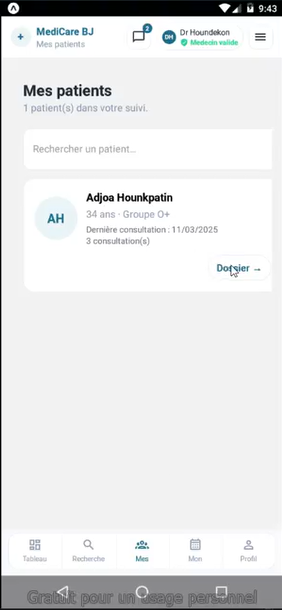 9:43
MediCare BJ
Mes patients
2
DH
Dr Houndekon
Medecin valide
Mes patients
1 patient(s) dans votre suivi.
Rechercher un patient...
AH
Adjoa Hounkpatin
34 ans · Groupe O+
Dernière consultation : 11/03/2025
3 consultation(s)
Dossier →
Tableau
Recherche
Mes
Mon
Profil
Gratuit pour un usage personnel